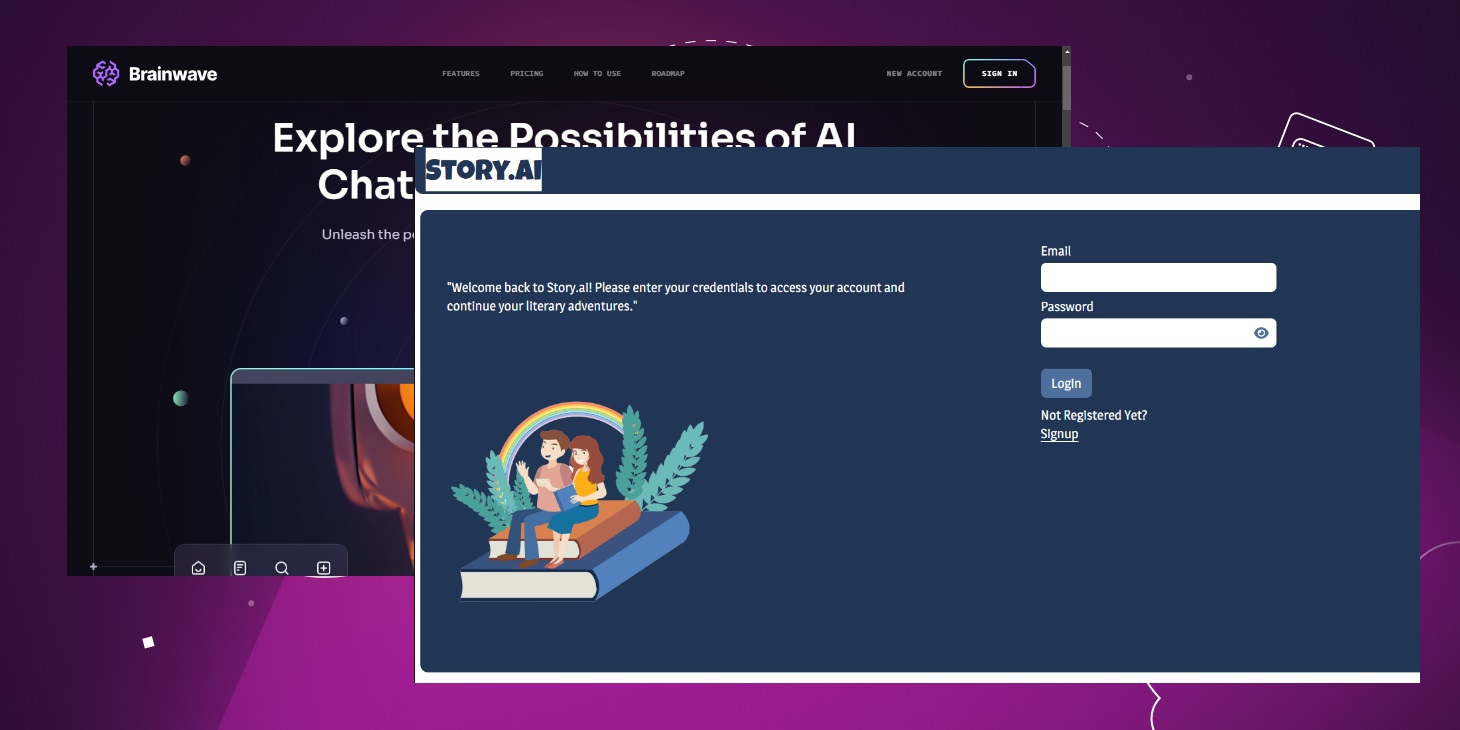 Brainwave
FEATURES
PRICING
HOW TO USE
ROADMAP
NEW ACCOUNT
SIGN IN
Explore the Possibilities of AI
Chat
Unleash the
STORY.AI
"Welcome back to Story.ai! Please enter your credentials to access your account and
continue your literary adventures."
Email
Password
Login
Not Registered Yet?
Signup